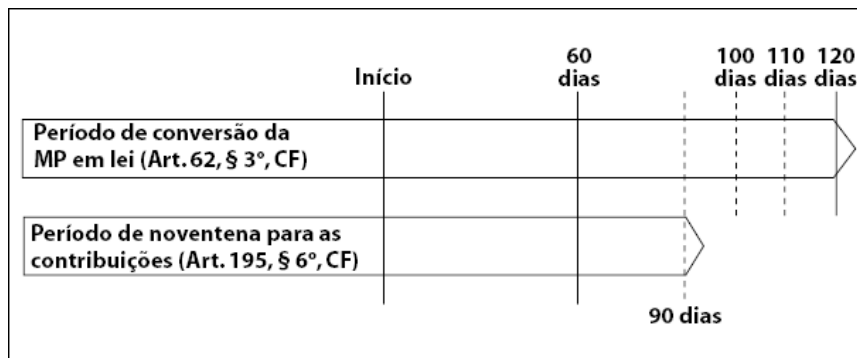 Início
60
dias
100
dias
110
dias
120
dias
Período de conversão da
MP em lei (Art. 62, § 3º, CF)
Período de noventena para as
contribuições (Art. 195, § 6º, CF)
90 dias